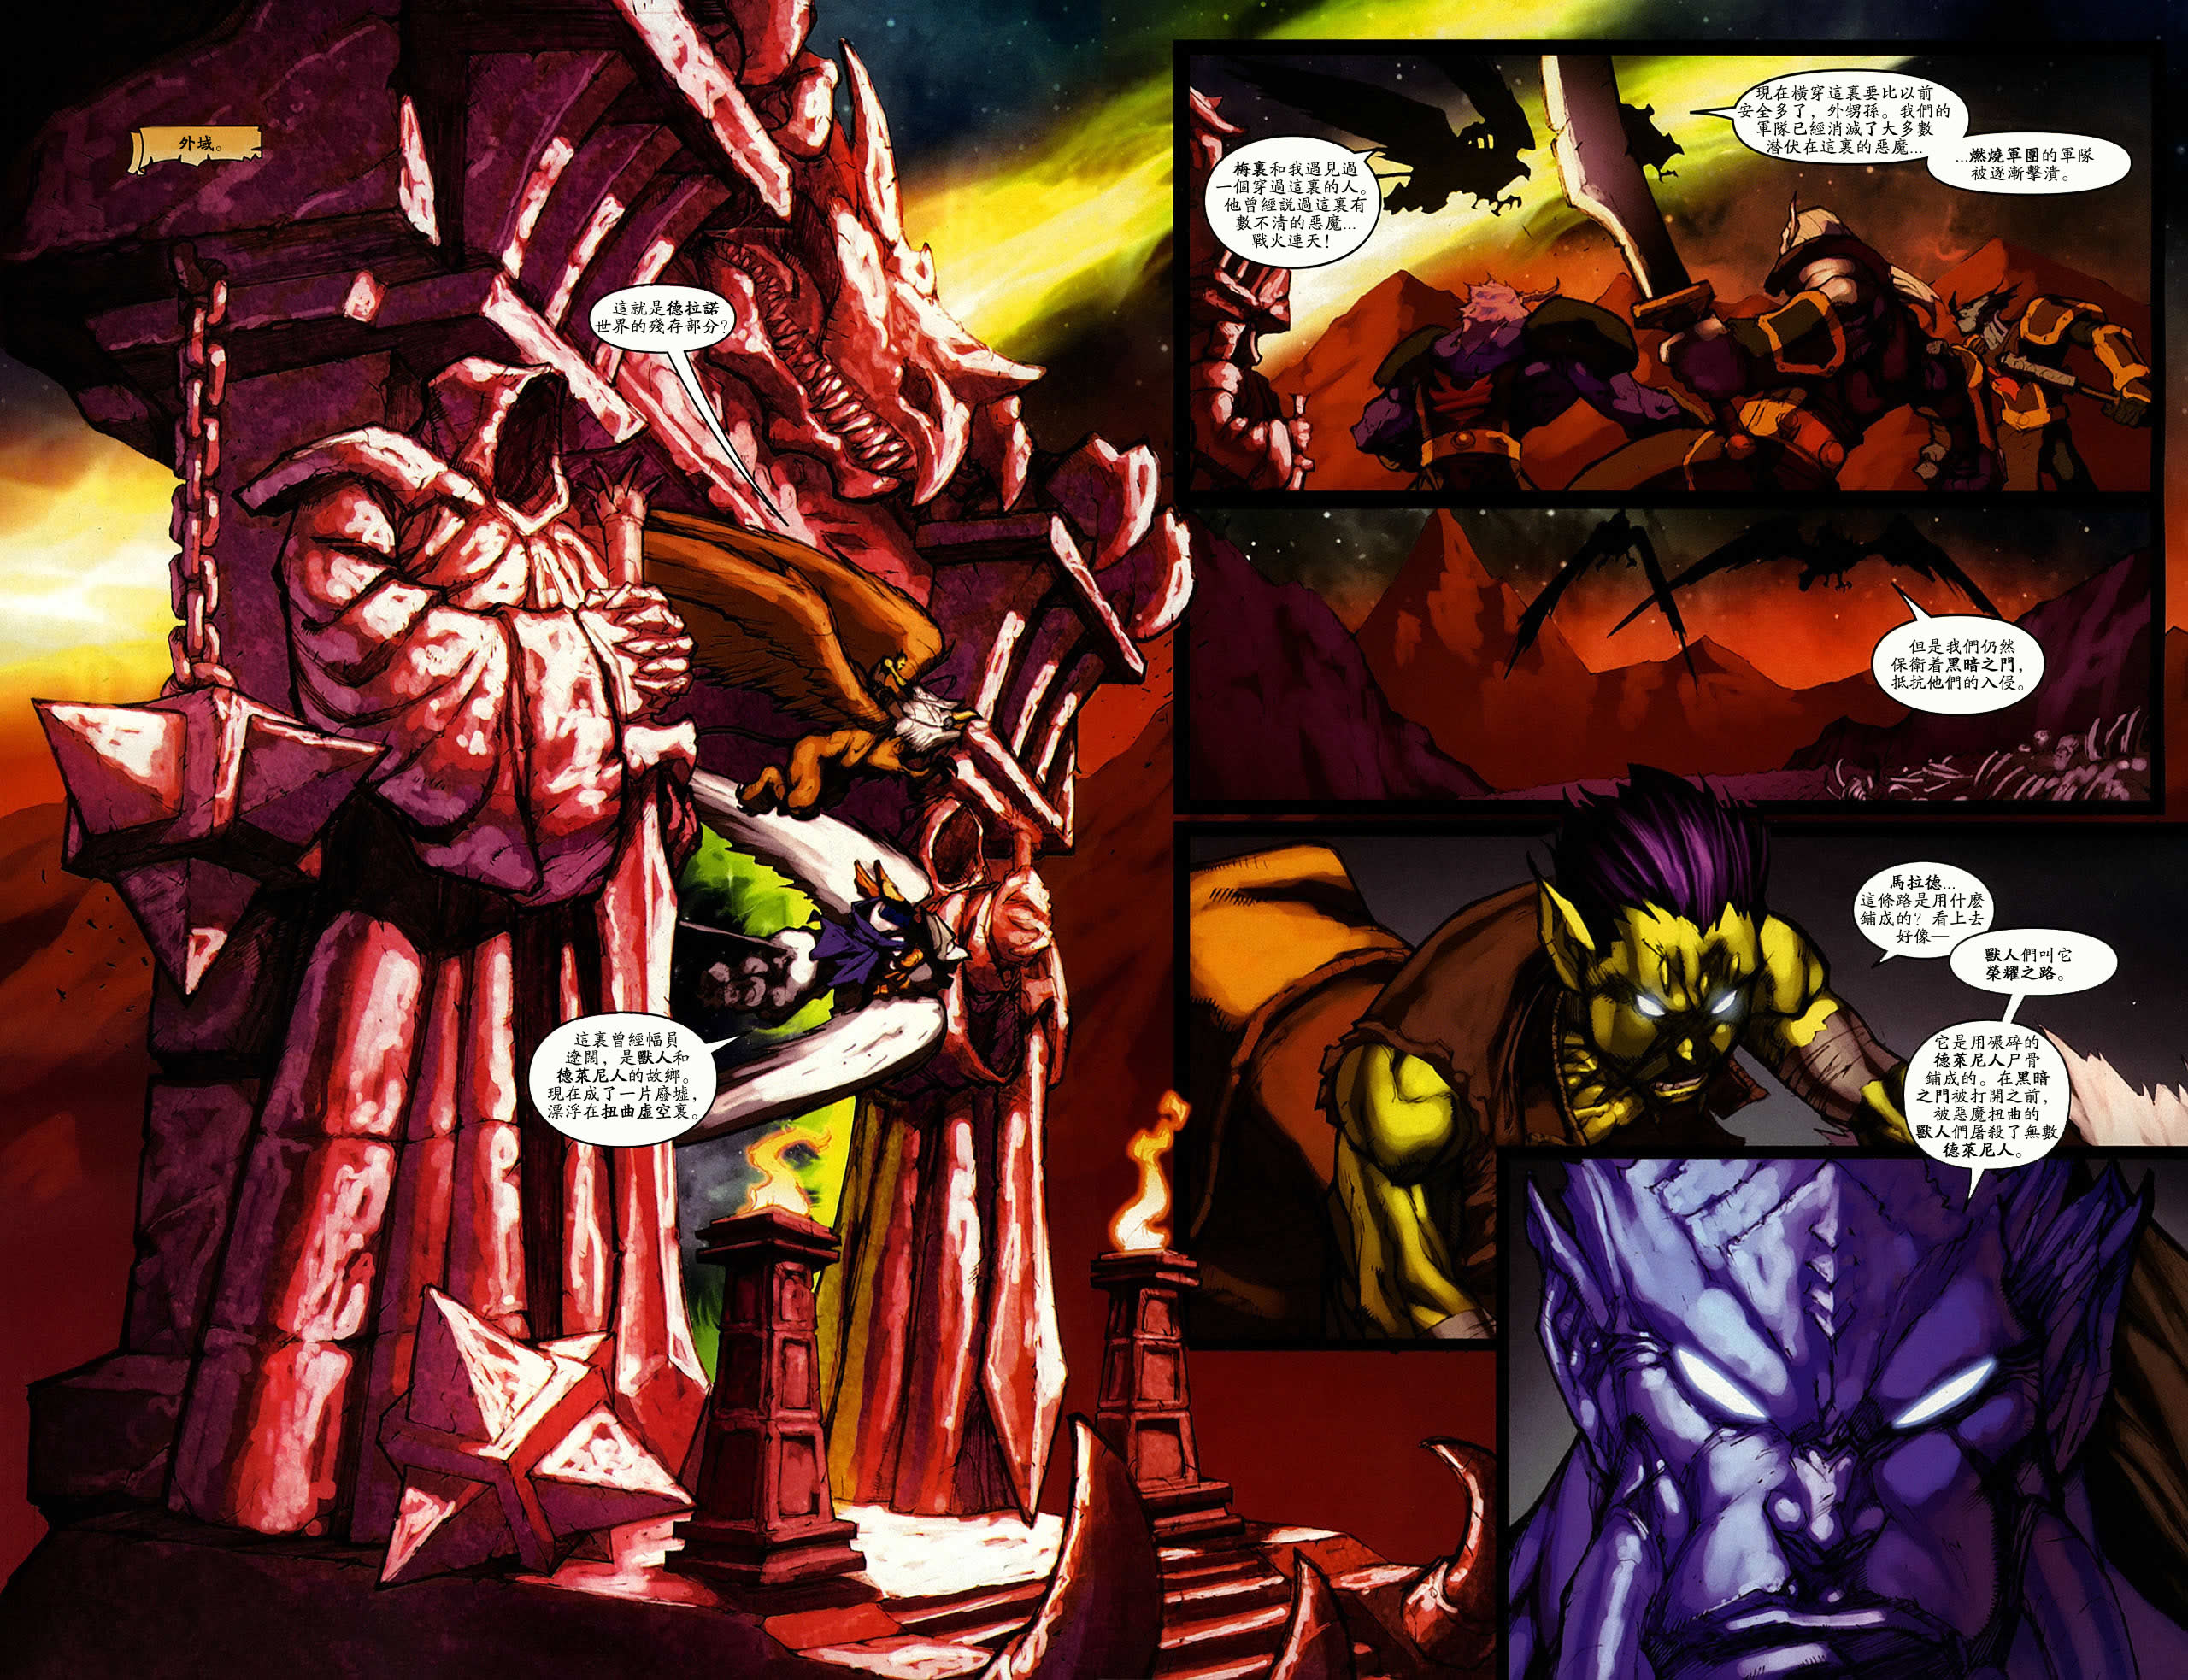 外域。
這就是德拉諾
世界的殘存部分?
這裏曾經幅員
遼闊，是獸人和
德萊尼人的故鄉。
現在成了一片廢墟，
漂浮在扭曲虛空裏。
梅裏和我遇見過
一個穿過這裏的人。
他曾經説過這裏有
數不清的惡魔...
戰火連天!
現在橫穿這裏要比以前
安全多了，外甥孫。我們的
軍隊已經消滅了大多數
潛伏在這裏的惡魔...
...燃燒軍團的軍隊
被逐漸擊潰。
但是我們仍然
保衛着黑暗之門，
抵抗他們的入侵。
馬拉德...
這條路是用什麼
鋪成的? 看上去
好像—
獸人們叫它
榮耀之路。
它是用碾碎的
德萊尼人尸骨
鋪成的。在黑暗
之門被打開之前，
被惡魔扭曲的
獸人們屠殺了無數
德萊尼人。